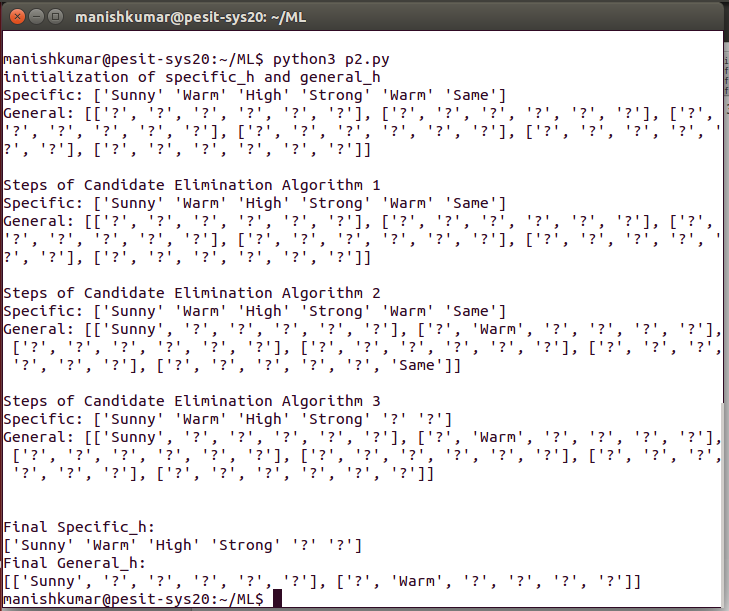 manishkumar@pesit-sys20: ~/ML
manishkumar@pesit-sys20:~/ML$ python3 p2.py
initialization of specific_h and general_h
Specific: ['Sunny' 'Warm' 'High' 'Strong' 'Warm' 'Same']
General: [['?', '?', '?', '?', '?', '?'], ['?', '?', '?', '?', '?', '?'], ['?',
'?', '?', '?', '?', '?'], ['?', '?', '?', '?', '?', '?'], ['?', '?', '?', '?', '
?', '?'], ['?', '?', '?', '?', '?', '?']]
Steps of Candidate Elimination Algorithm 1
Specific: ['Sunny' 'Warm' 'High' 'Strong' 'Warm' 'Same']
General: [['?', '?', '?', '?', '?', '?'], ['?', '?', '?', '?', '?', '?'], ['?',
'?', '?', '?', '?', '?'], ['?', '?', '?', '?', '?', '?'], ['?', '?', '?', '?', '
?', '?'], ['?', '?', '?', '?', '?', '?']]
Steps of Candidate Elimination Algorithm 2
Specific: ['Sunny' 'Warm' 'High' 'Strong' 'Warm' 'Same']
General: [['Sunny', '?', '?', '?', '?', '?'], ['?', 'Warm', '?', '?', '?', '?'],
['?', '?', '?', '?', '?', '?'], ['?', '?', '?', '?', '?', '?'], ['?', '?', '?',
'?', '?', '?'], ['?', '?', '?', '?', '?', 'Same']]
Steps of Candidate Elimination Algorithm 3
Specific: ['Sunny' 'Warm' 'High' 'Strong' '?' '?']
General: [['Sunny', '?', '?', '?', '?', '?'], ['?', 'Warm', '?', '?', '?', '?'],
['?', '?', '?', '?', '?', '?'], ['?', '?', '?', '?', '?', '?'], ['?', '?', '?',
'?', '?', '?'], ['?', '?', '?', '?', '?', '?']]
Final Specific_h:
['Sunny' 'Warm' 'High' 'Strong' '?' '?']
Final General_h:
[['Sunny', '?', '?', '?', '?', '?'], ['?', 'Warm', '?', '?', '?', '?']]
manishkumar@pesit-sys20:~/ML$